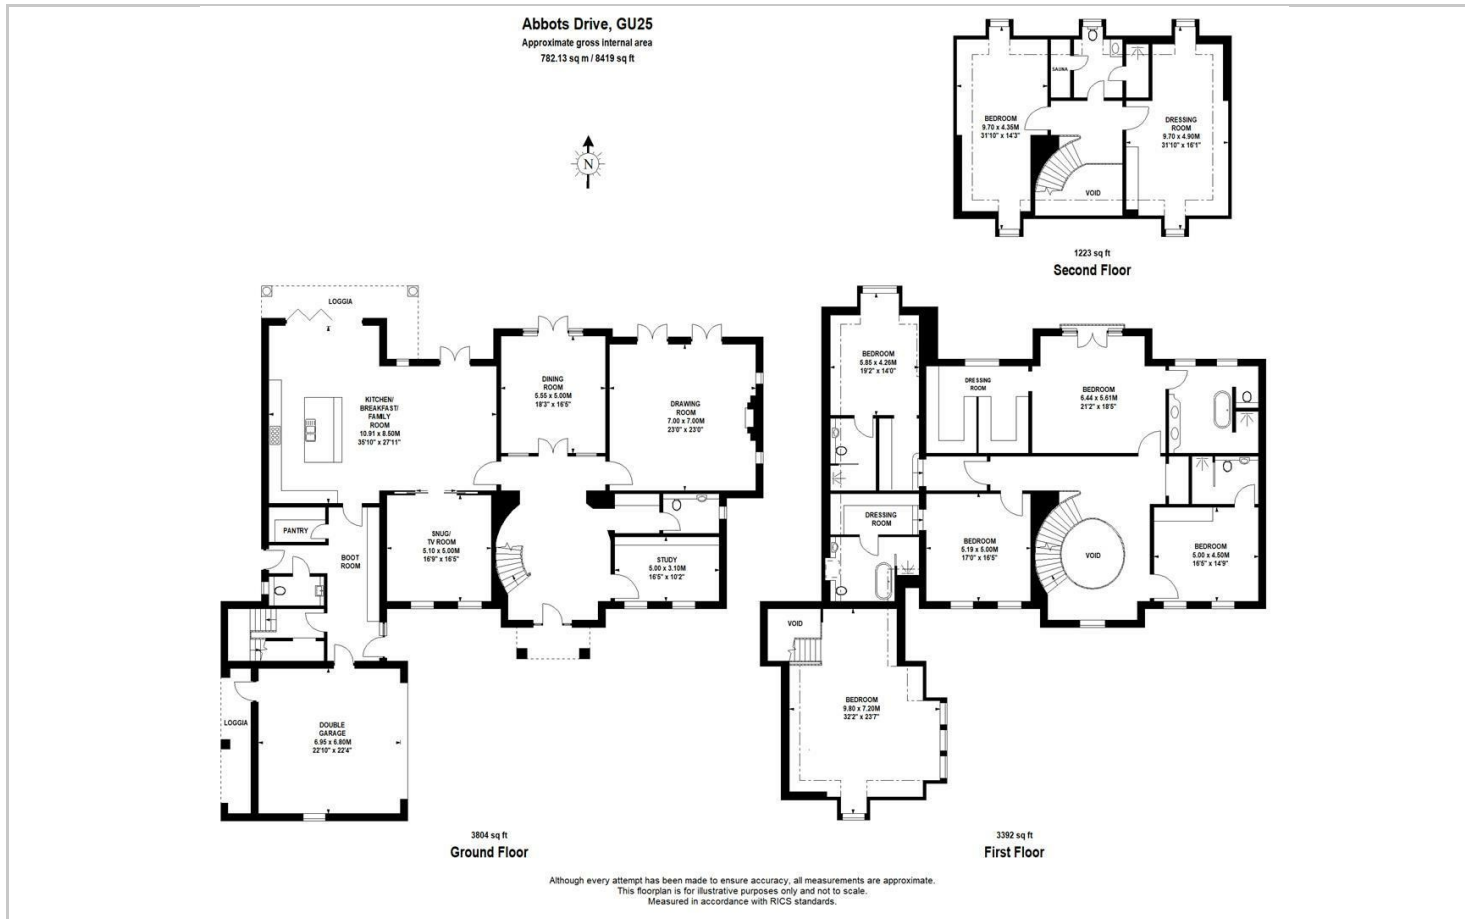 Abbots Drive, GU25
Approximate gross internal area
782.13 sq m / 8419 sq ft
N
SAUNA
BEDROOM
9.70 x 4.35M
31'10" x 14'3"
DRESSING
ROOM
9.70 x 4.90M
31'10" x 16'1"
VOID
1223 sq ft
Second Floor
LOGGIA
KITCHEN/
BREAKFAST/
FAMILY
ROOM
10.91 x 8.50M
35'10" x 27'11"
DINING
ROOM
5.55 x 5.00M
18'3" x 16'5"
DRAWING
ROOM
7.00 x 7.00M
23'0" x 23'0"
PANTRY
BOOT
ROOM
SNUG/
TV ROOM
5.10 x 5.00M
16'9" x 16'5"
STUDY
5.00 x 3.10M
16'5" x 10'2"
LOGGIA
DOUBLE
GARAGE
6.95 x 6.80M
22'10" x 22'4"
3804 sq ft
Ground Floor
BEDROOM
5.85 x 4.26M
19'2" x 14'0"
DRESSING
ROOM
BEDROOM
6.44 x 5.61M
21'2" x 18'5"
DRESSING
ROOM
BEDROOM
5.19 x 5.00M
17'0" x 16'5"
VOID
BEDROOM
5.00 x 4.50M
16'5" x 14'9"
VOID
BEDROOM
9.80 x 7.20M
32'2" x 23'7"
3392 sq ft
First Floor
Although every attempt has been made to ensure accuracy, all measurements are approximate.
This floorplan is for illustrative purposes only and not to scale.
Measured in accordance with RICS standards.